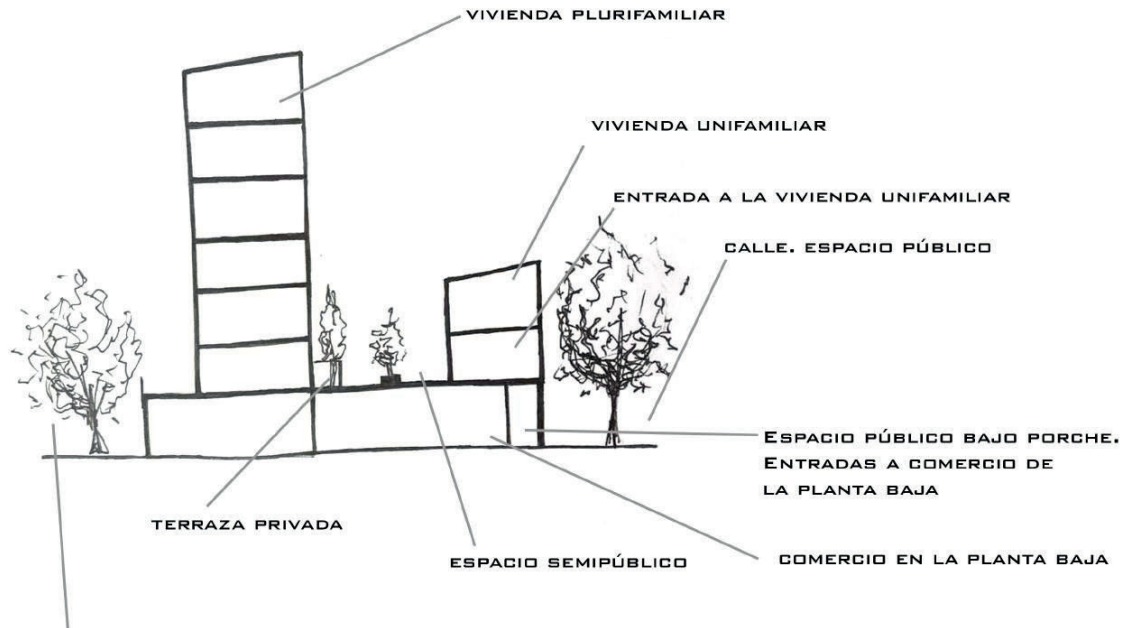 VIVIENDA PLURIFAMILIAR
VIVIENDA UNIFAMILIAR
ENTRADA A LA VIVIENDA UNIFAMILIAR
CALLE. ESPACIO PÚBLICO
ESPACIO PÚBLICO BAJO PORCHE.
ENTRADAS A COMERCIO DE
LA PLANTA BAJA
TERRAZA PRIVADA
ESPACIO SEMIPÚBLICO
COMERCIO EN LA PLANTA BAJA